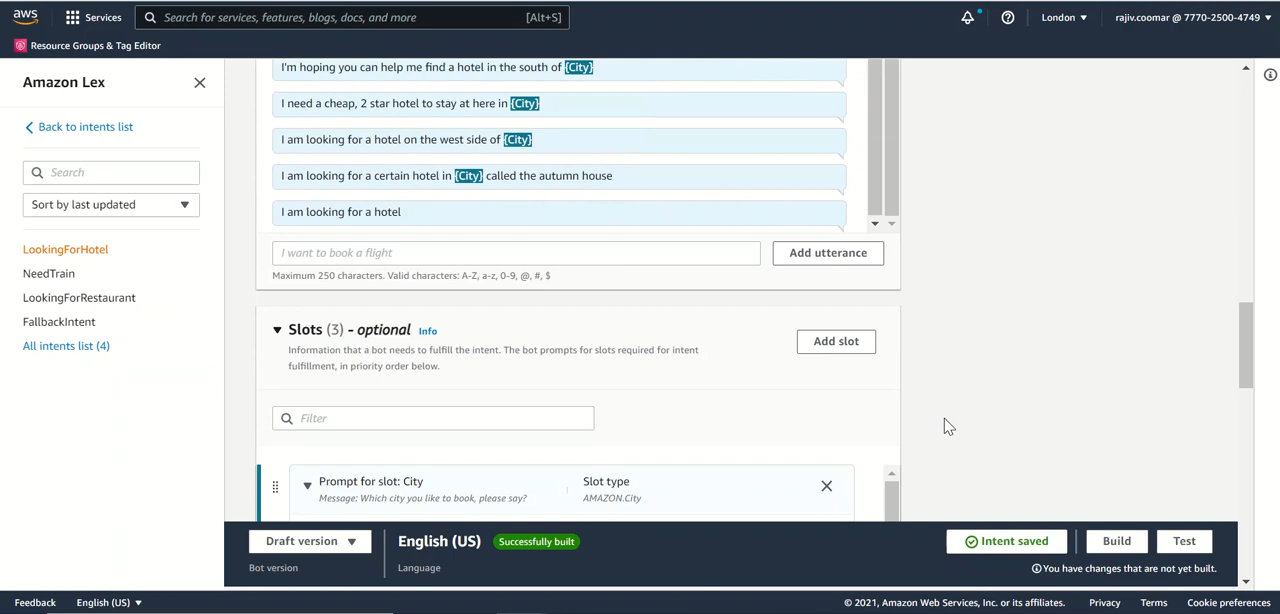 aws
Services
Search for services, features, blogs, docs, and more
[Alt+S]
London
rajiv.coomar @ 7770-2500-4749
Resource Groups & Tag Editor
Amazon Lex
Back to intents list
Search
Sort by last updated
LookingForHotel
NeedTrain
LookingForRestaurant
FallbackIntent
All intents list (4)
I'm hoping you can help me find a hotel in the south of {City}
I need a cheap, 2 star hotel to stay at here in {City}
I am looking for a hotel on the west side of {City}
I am looking for a certain hotel in {City} called the autumn house
I am looking for a hotel
I want to book a flight
Add utterance
Maximum 250 characters. Valid characters: A-Z, a-z, 0-9, @, #, $
Slots (3) - optional Info
Information that a bot needs to fulfill the intent. The bot prompts for slots required for intent
fulfillment, in priority order below.
Add slot
Filter
Prompt for slot: City
Message: Which city you like to book, please say?
Slot type
AMAZON.City
Draft version
Bot version
English (US)
Successfully built
Language
Intent saved
Build
Test
You have changes that are not yet built.
Feedback
English (US)
© 2021, Amazon Web Services, Inc. or its affiliates.
Privacy
Terms
Cookie preferences